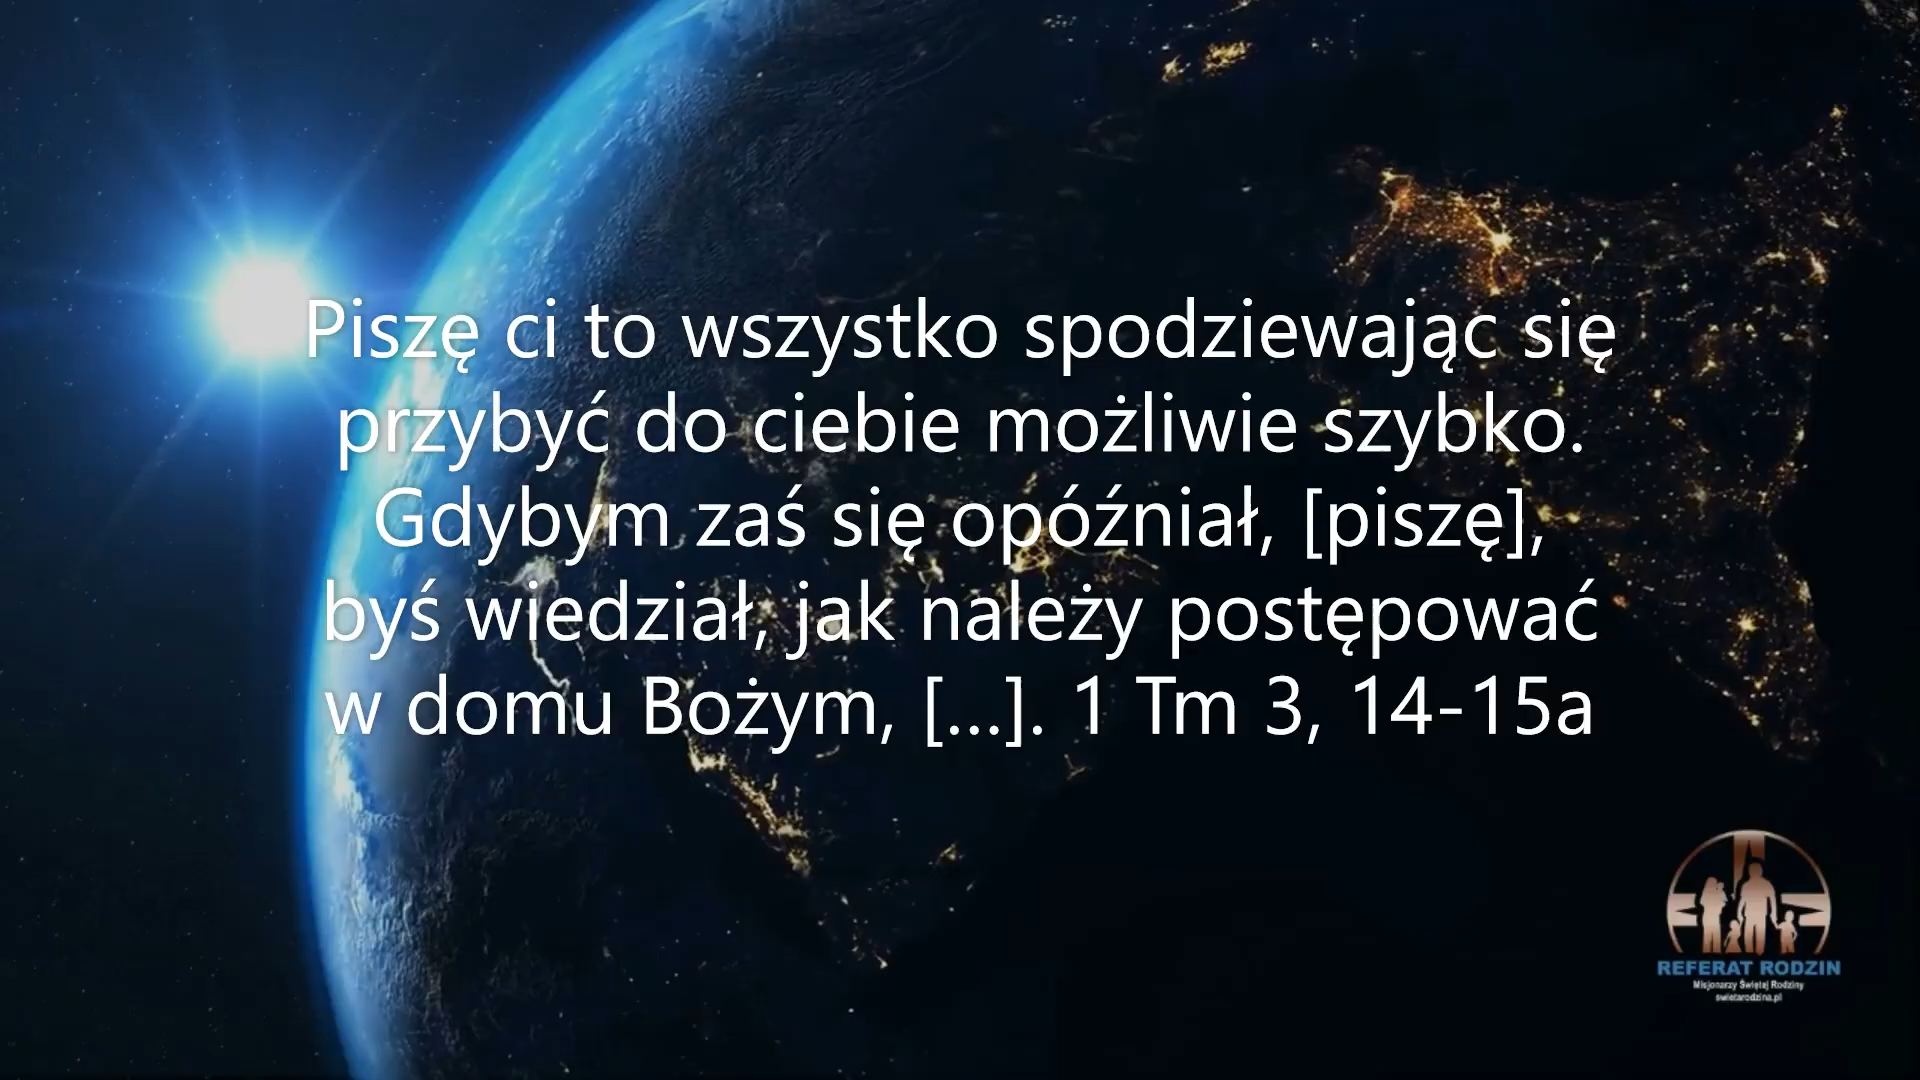 Piszę ci to wszystko spodziewając się
przybyć do ciebie możliwie szybko.
Gdybym zaś się opóźniał, [piszę],
byś wiedział, jak należy postępować
w domu Bożym, [...]. 1 Tm 3, 14-15a
REFERAT RODZIN
Misjonarzy Świętej Rodziny
swietarodzina.pl